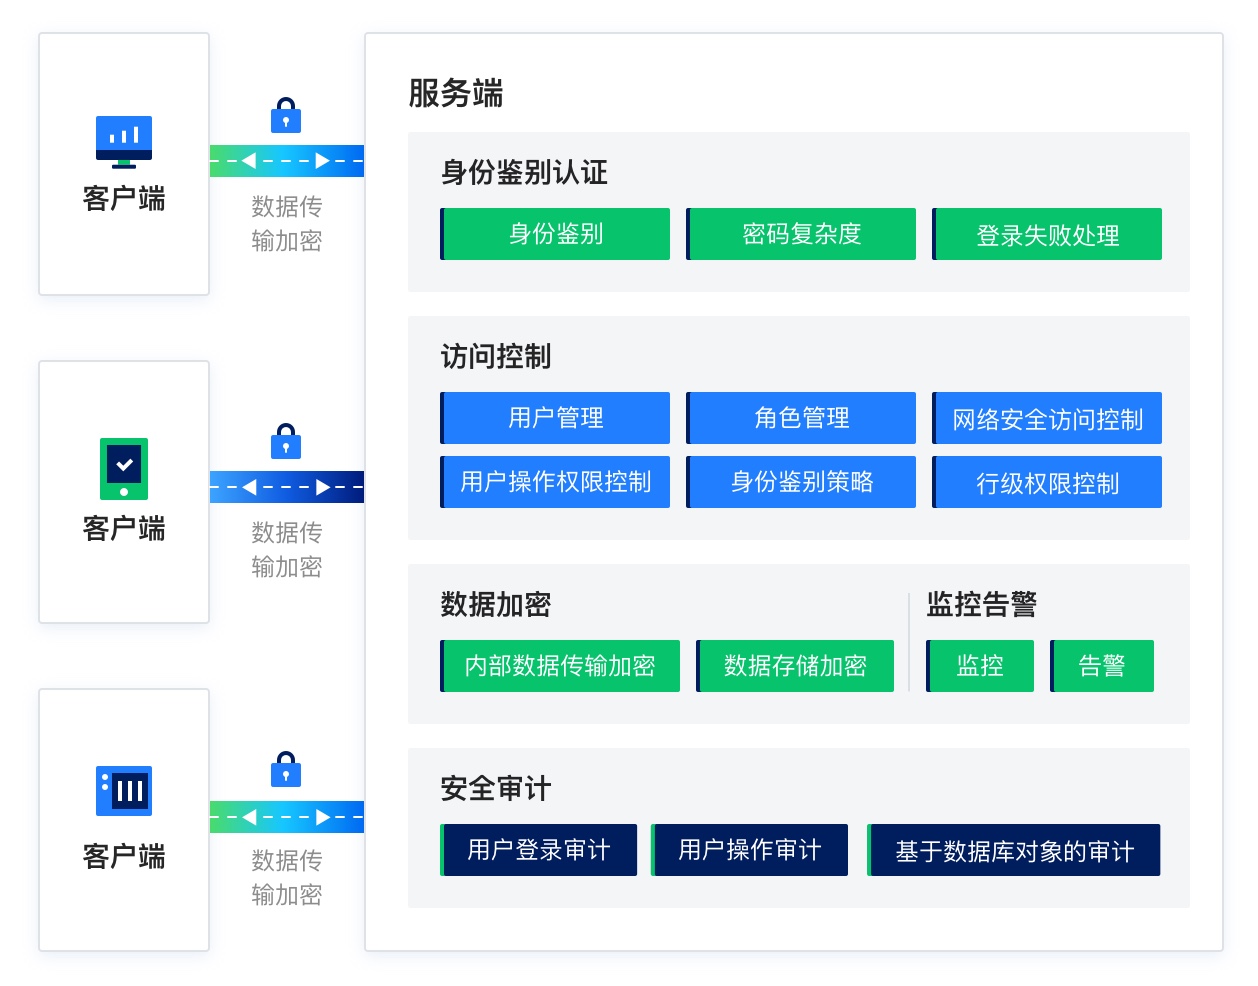 客户端
数据传
输加密
客户端
数据传
输加密
客户端
数据传
输加密
服务端
身份鉴别认证
身份鉴别
密码复杂度
登录失败处理
访问控制
用户管理
角色管理
网络安全访问控制
用户操作权限控制
身份鉴别策略
行级权限控制
数据加密
内部数据传输加密
数据存储加密
监控告警
监控
告警
安全审计
用户登录审计
用户操作审计
基于数据库对象的审计